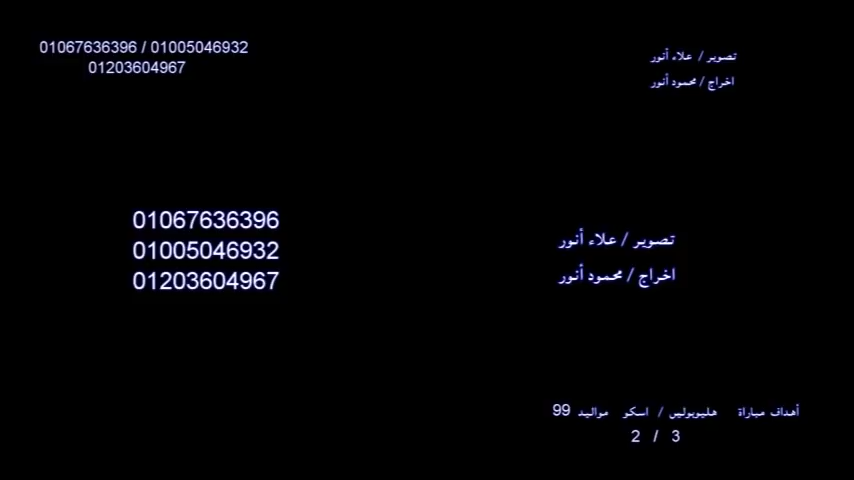 01067636396 / 01005046932
01203604967
تصوير / علاء أنور
اخراج / محمود أنور
01067636396
01005046932
01203604967
تصوير / علاء أنور
اخراج / محمود أنور
أهداف مباراة هليوبوليس / اسكو مواليد 99
2 / 3